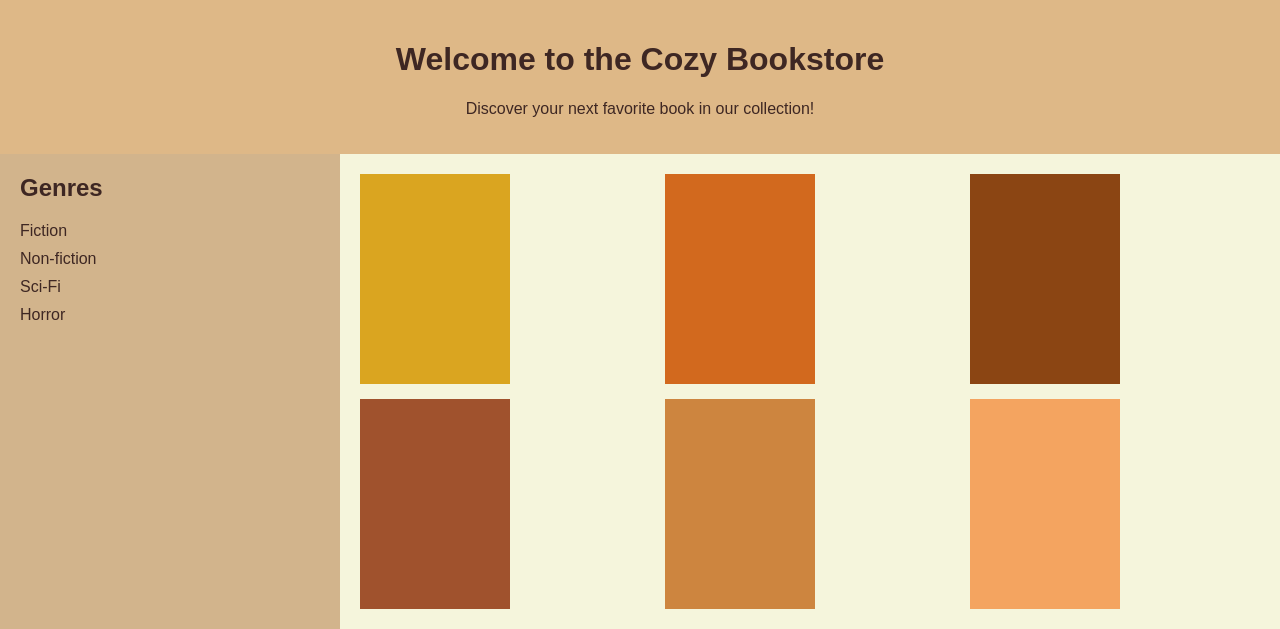 Welcome to the Cozy Bookstore
Discover your next favorite book in our collection!
Genres
Fiction
Non-fiction
Sci-Fi
Horror